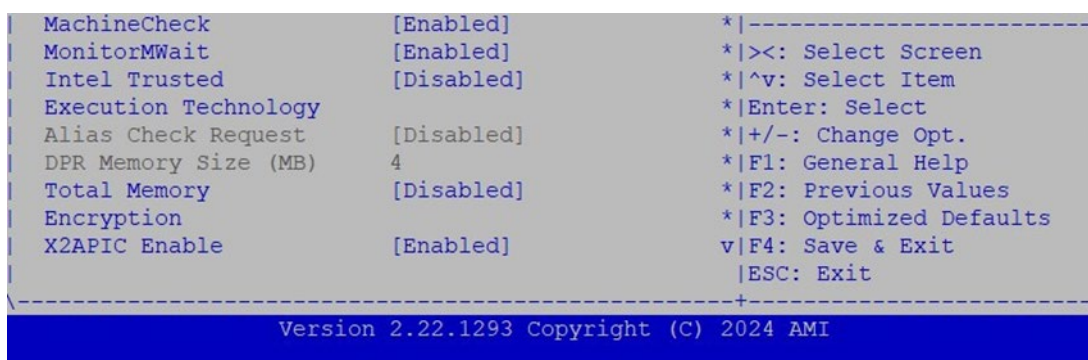 | MachineCheck [Enabled] *|--------------------------
| MonitorMWait [Enabled] *|><: Select Screen
| Intel Trusted [Disabled] *|^v: Select Item
| Execution Technology *|Enter: Select
| Alias Check Request [Disabled] *|+/-: Change Opt.
| DPR Memory Size (MB) 4 *|F1: General Help
| Total Memory [Disabled] *|F2: Previous Values
| Encryption *|F3: Optimized Defaults
| X2APIC Enable [Enabled] v|F4: Save & Exit
| |ESC: Exit
\----------------------------------------------------+--------------------------
Version 2.22.1293 Copyright (C) 2024 AMI